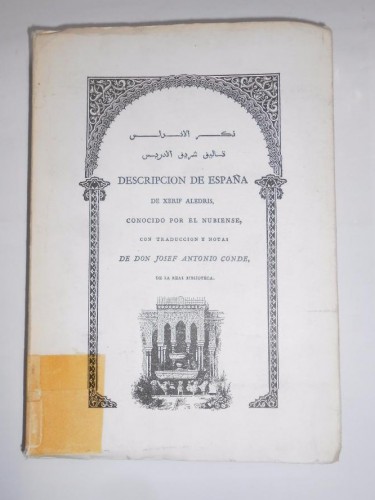 ذكر الاندلس
تاليف شريف الادريس
DESCRIPCION DE ESPAÑA
DE XERIF ALEDRIS,
CONOCIDO POR EL NUBIENSE,
CON TRADUCCION Y NOTAS
DE DON JOSEF ANTONIO CONDE,
DE LA REAL BIBLIOTECA.